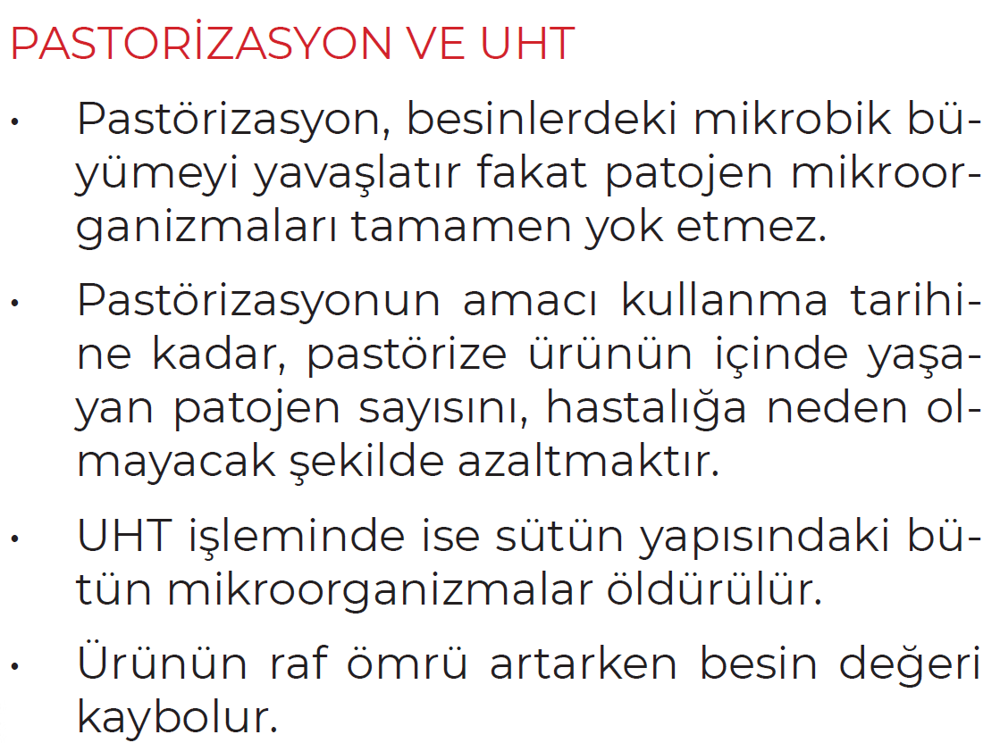 PASTORİZASYON VE UHT
• Pastörizasyon, besinlerdeki mikrobik bü-
yümeyi yavaşlatır fakat patojen mikroor-
ganizmaları tamamen yok etmez.
• Pastörizasyonun amacı kullanma tarihi-
ne kadar, pastörize ürünün içinde yaşa-
yan patojen sayısını, hastalığa neden ol-
mayacak şekilde azaltmaktır.
• UHT işleminde ise sütün yapısındaki bü-
tün mikroorganizmalar öldürülür.
• Ürünün raf ömrü artarken besin değeri
kaybolur.